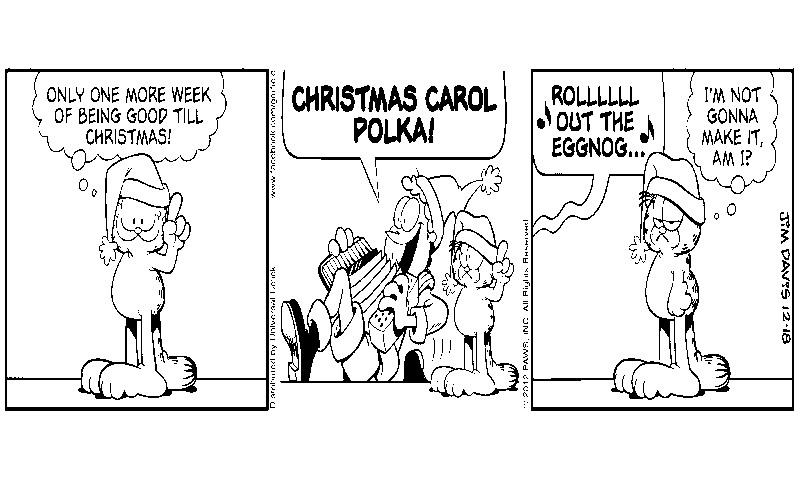 ONLY ONE MORE WEEK
OF BEING GOOD TILL
CHRISTMAS!
www.facebook.com/garfield
Distributed by Universal Uclick
CHRISTMAS CAROL
POLKA!
© 2012 PAWS, INC. All Rights Reserved.
ROLLLLLL
OUT THE
EGGNOG...
I'M NOT
GONNA
MAKE IT,
AM I?
JIM DAVIS 12-18